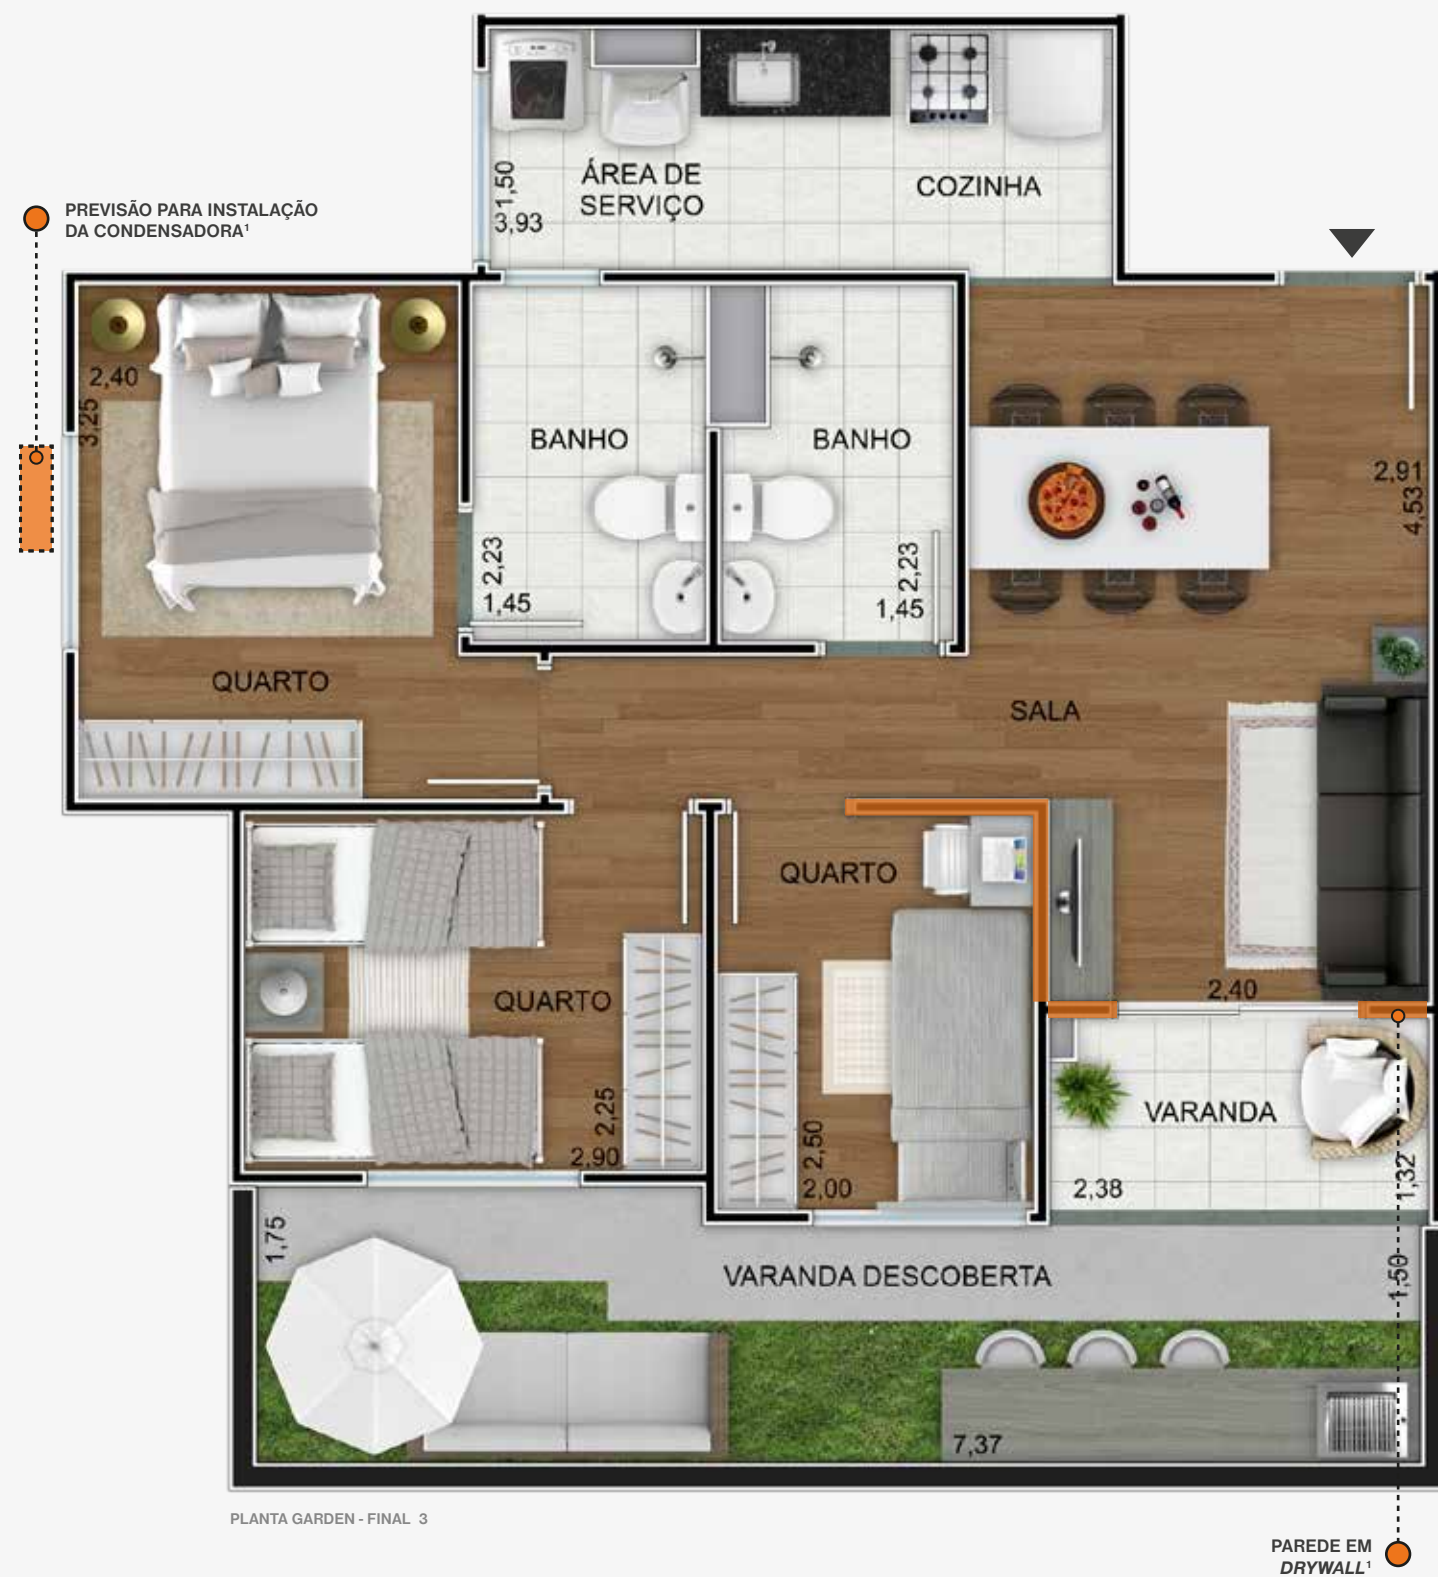 ÁREA DE
SERVIÇO
COZINHA
1,50
3,93
PREVISÃO PARA INSTALAÇÃO
DA CONDENSADORA¹
2,40
3,25
BANHO
BANHO
2,91
4,53
2,23
1,45
2,23
1,45
QUARTO
SALA
QUARTO
QUARTO
2,40
2,25
2,90
2,50
2,00
VARANDA
2,38
1,32
1,75
VARANDA DESCOBERTA
1,50
7,37
PLANTA GARDEN - FINAL 3
PAREDE EM
DRYWALL¹